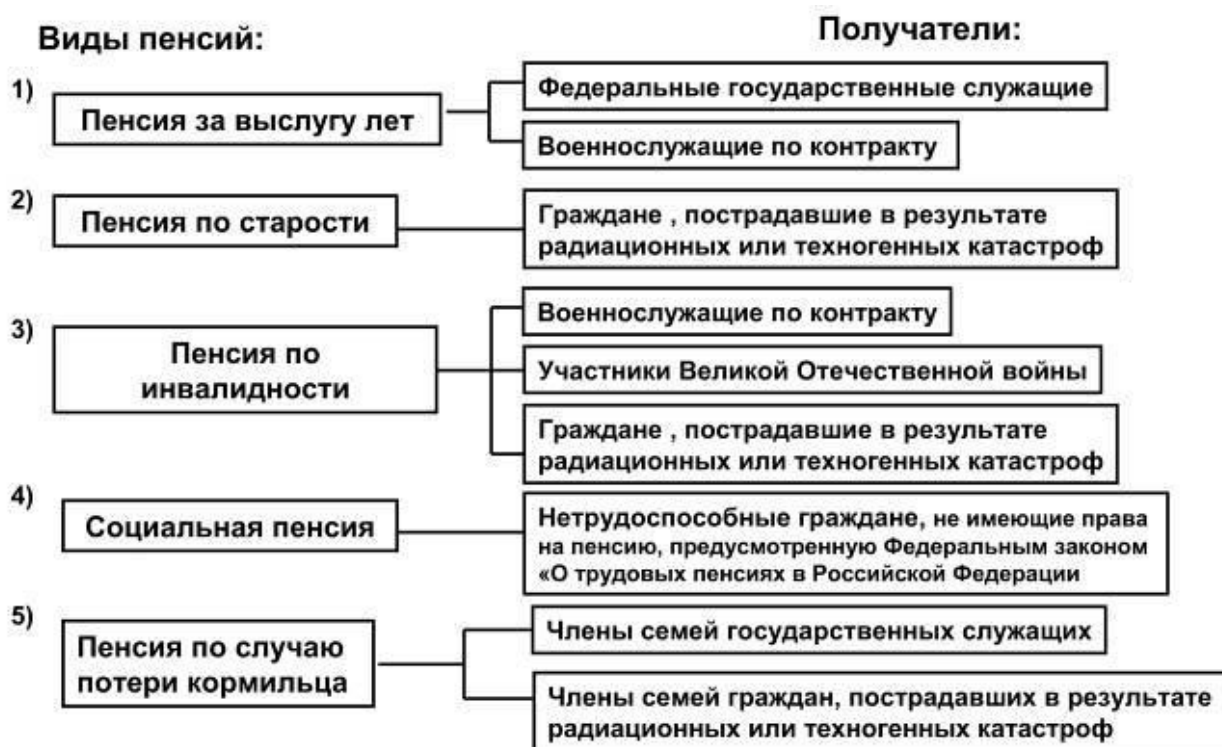 Виды пенсий:
Получатели:
1)
Пенсия за выслугу лет
Федеральные государственные служащие
Военнослужащие по контракту
2)
Пенсия по старости
Граждане , пострадавшие в результате
радиационных или техногенных катастроф
3)
Пенсия по
инвалидности
Военнослужащие по контракту
Участники Великой Отечественной войны
Граждане , пострадавшие в результате
радиационных или техногенных катастроф
4)
Социальная пенсия
Нетрудоспособные граждане, не имеющие права
на пенсию, предусмотренную Федеральным законом
«О трудовых пенсиях в Российской Федерации
5)
Пенсия по случаю
потери кормильца
Члены семей государственных служащих
Члены семей граждан, пострадавших в результате
радиационных или техногенных катастроф